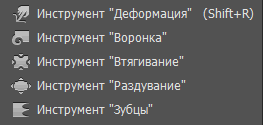 Инструмент "Деформация" (Shift+R)
Инструмент "Воронка"
Инструмент "Втягивание"
Инструмент "Раздувание"
Инструмент "Зубцы"